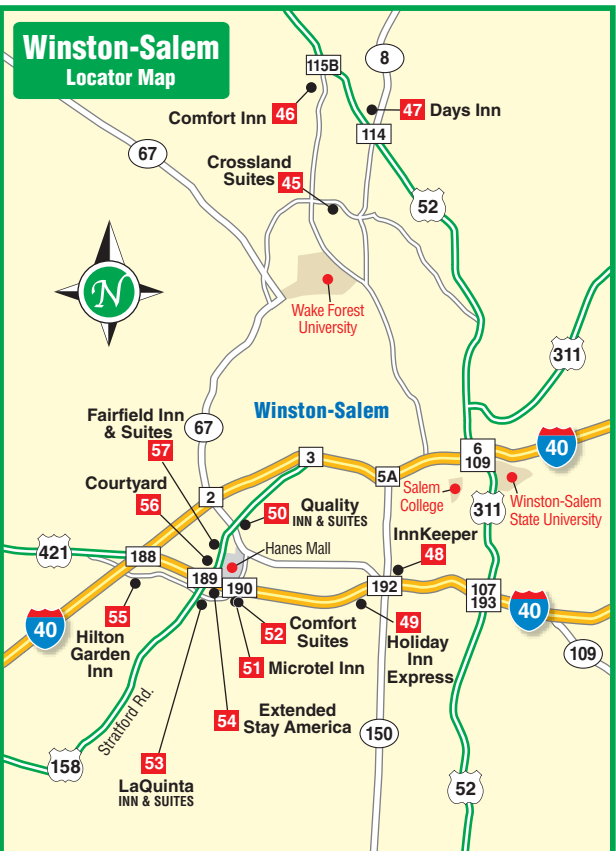 Winston-Salem
Locator Map
115B
8
Comfort Inn 46
47 Days Inn
114
67
Crossland
Suites 45
52
N
Wake Forest
University
311
Winston-Salem
Fairfield Inn
& Suites
57
67
3
6
109
40
5A
Courtyard
56
2
50 Quality
INN & SUITES
Salem
College
311
Winston-Salem
State University
InnKeeper
48
Hanes Mall
421
188
189
190
192
107
193
40
40
55
Hilton
Garden
Inn
52 Comfort
Suites
49
Holiday
Inn
Express
109
51 Microtel Inn
54 Extended
Stay America
Stratford Rd.
150
158
53
LaQuinta
INN & SUITES
52